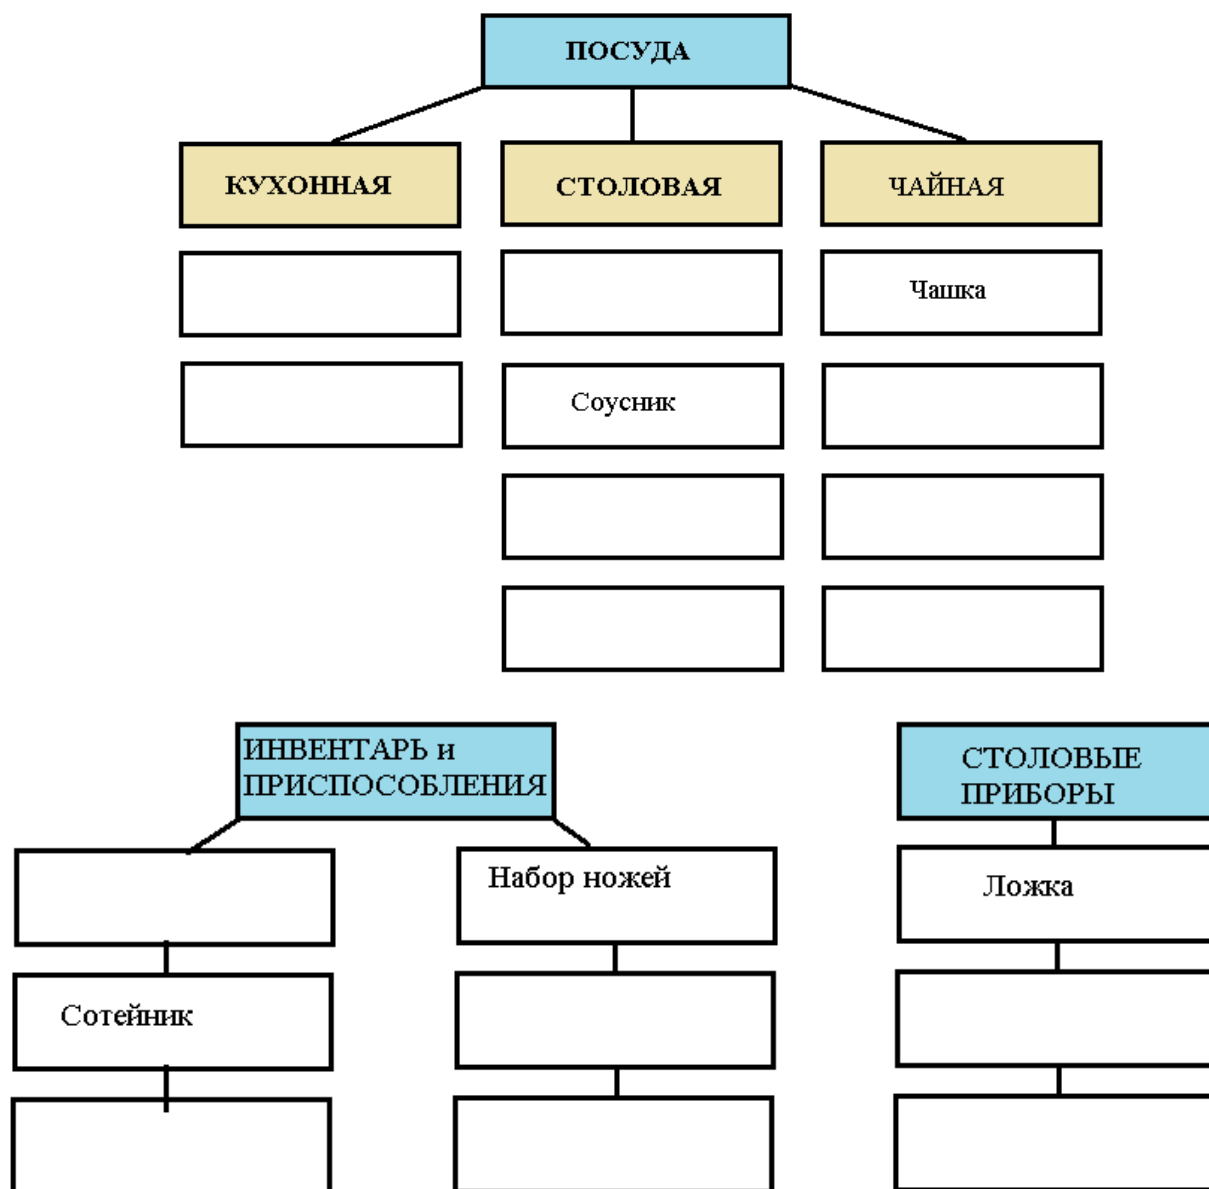 ПОСУДА
КУХОННАЯ
СТОЛОВАЯ
ЧАЙНАЯ
Чашка
Соусник
ИНВЕНТАРЬ и
ПРИСПОСОБЛЕНИЯ
СТОЛОВЫЕ
ПРИБОРЫ
Набор ножей
Ложка
Сотейник